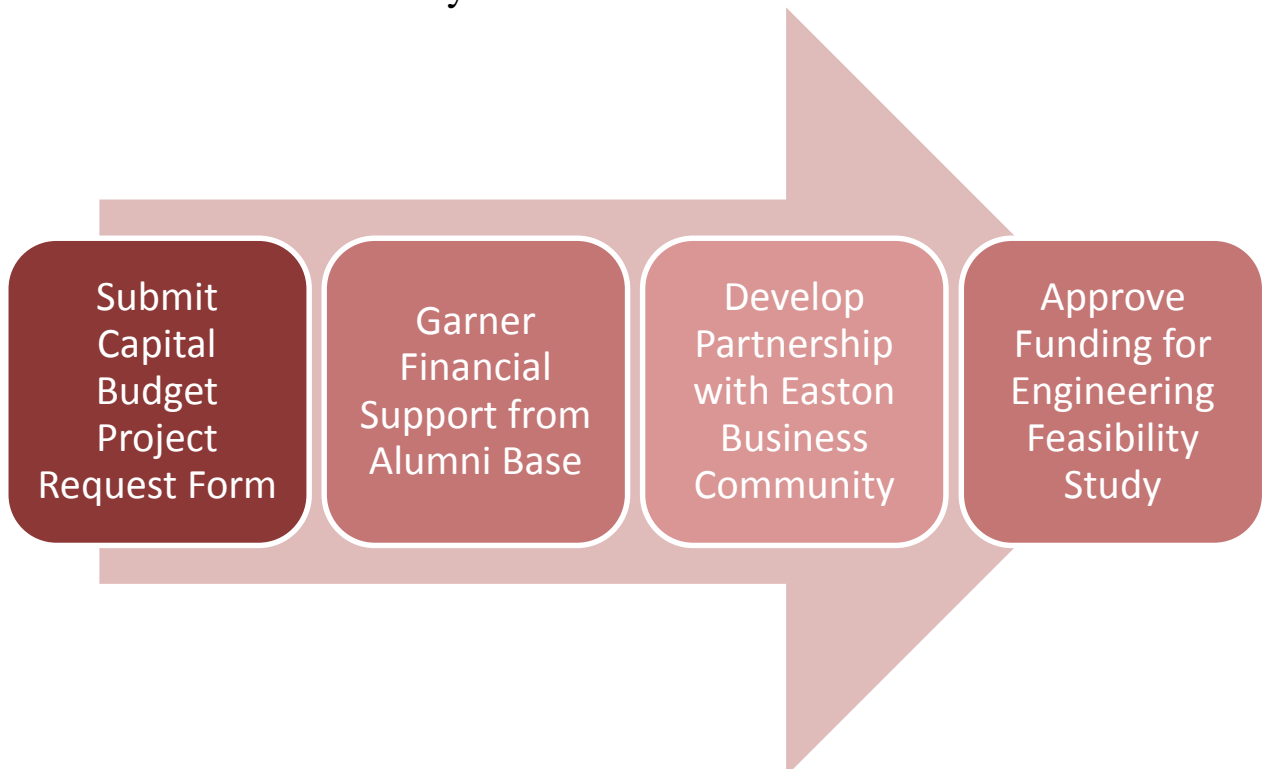 Submit
Capital
Budget
Project
Request Form
Garner
Financial
Support from
Alumni Base
Develop
Partnership
with Easton
Business
Community
Approve
Funding for
Engineering
Feasibility
Study